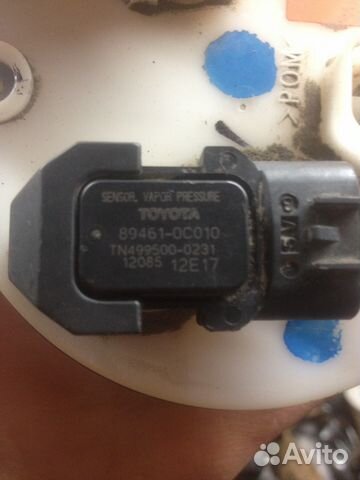 SENSOR, VAPOR PRESSURE
TOYOTA
89461-0C010
TN499500-0231
12085 12E17
5V
>POM<
Avito